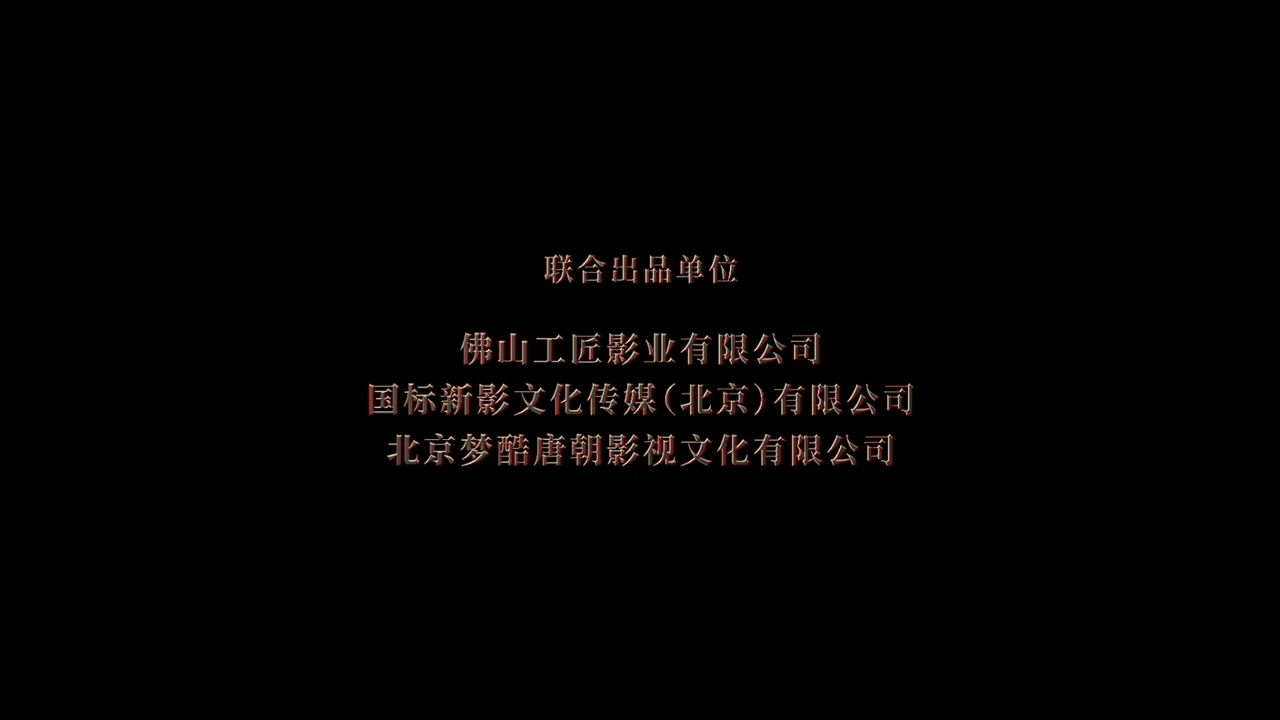 联合出品单位
佛山工匠影业有限公司
国标新影文化传媒(北京)有限公司
北京梦酷唐朝影视文化有限公司